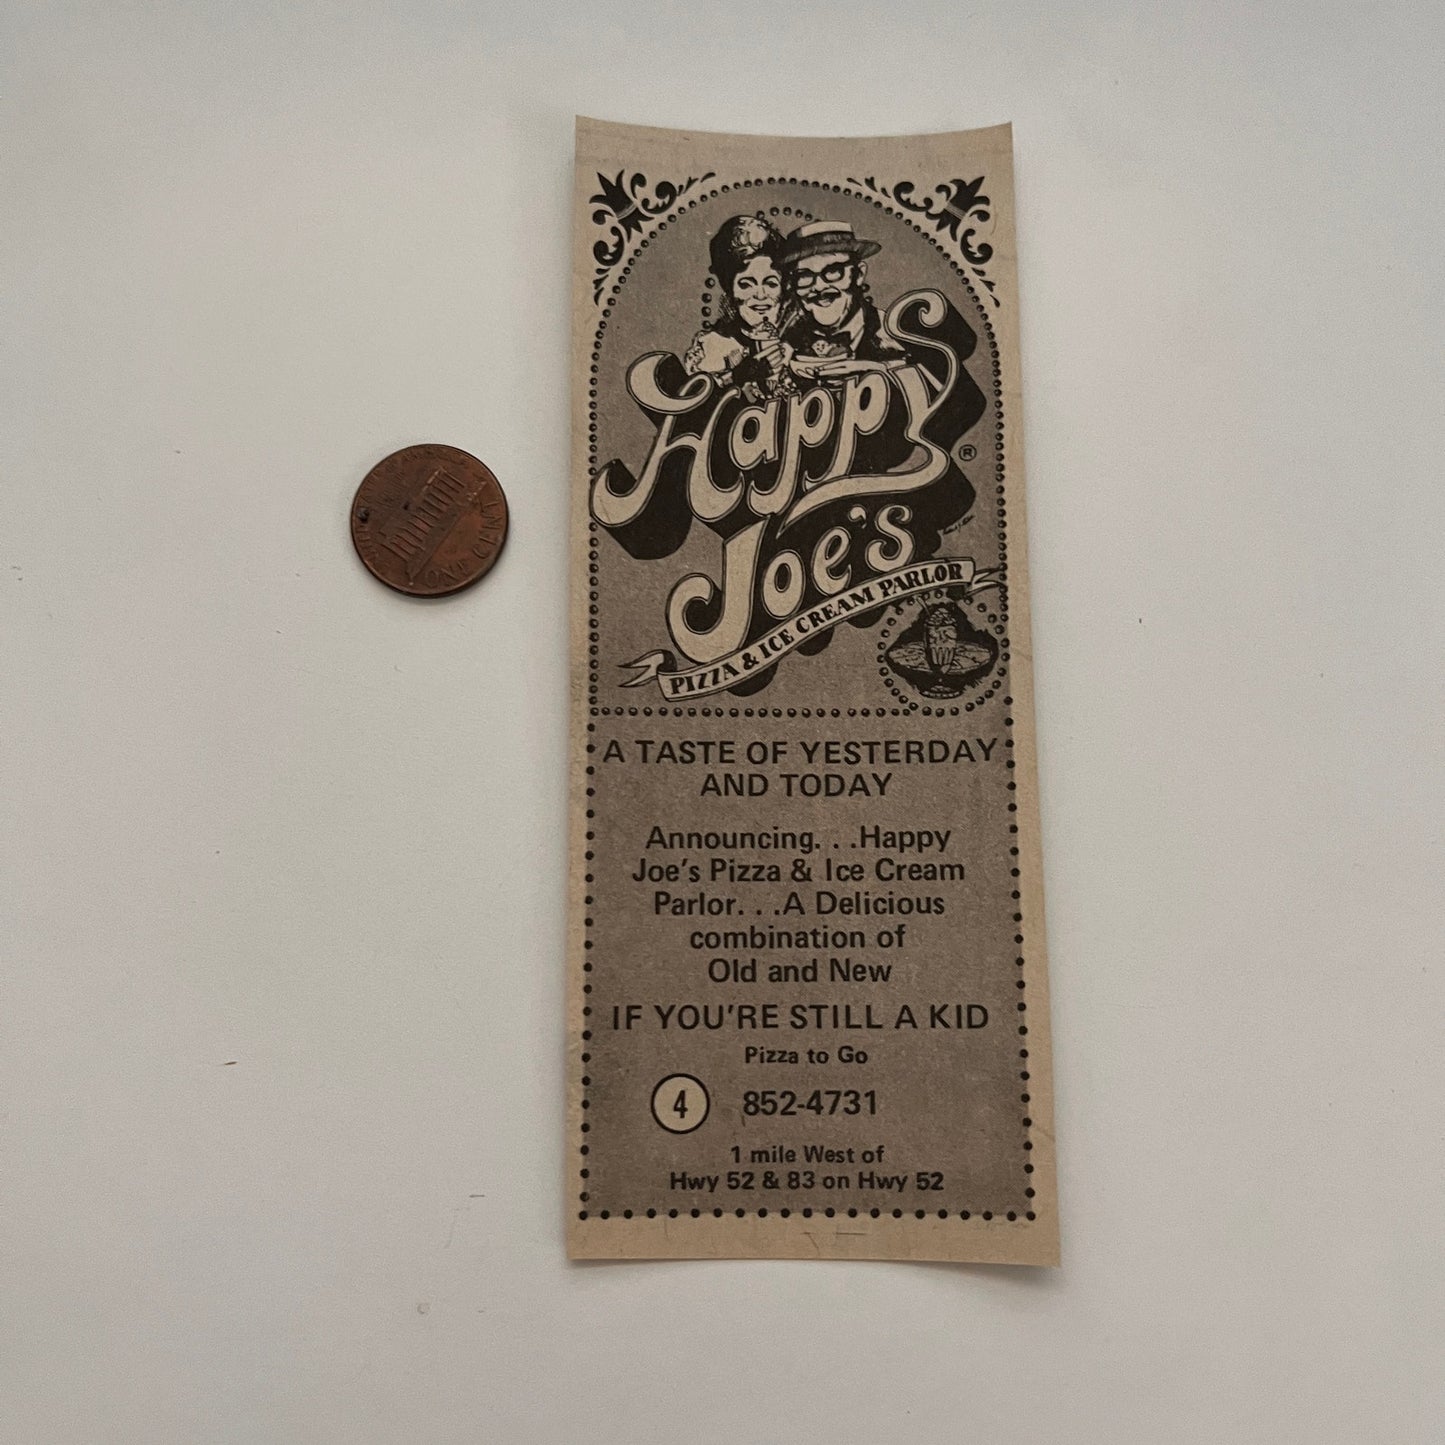 Happy
Joe's
®
PIZZA & ICE CREAM PARLOR
A TASTE OF YESTERDAY
AND TODAY
Announcing. . .Happy
Joe's Pizza & Ice Cream
Parlor. . .A Delicious
combination of
Old and New
IF YOU'RE STILL A KID
Pizza to Go
4 852-4731
1 mile West of
Hwy 52 & 83 on Hwy 52
ONE CENT